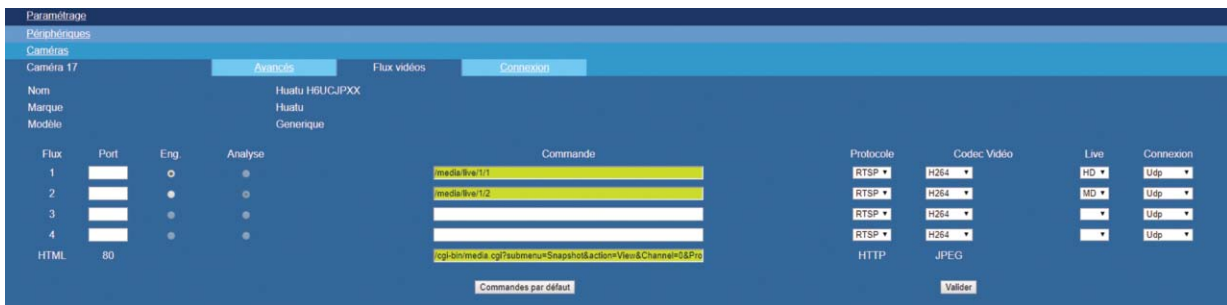 Paramétrage
Périphériques
Caméras
Caméra 17 Avancés Flux vidéos Connexion
Nom Huatu H6UCJPXX
Marque Huatu
Modèle Generique
Flux Port Eng. Analyse Commande Protocole Codec Vidéo Live Connexion
1 /media/live/1/1 RTSP H264 HD Udp
2 /media/live/1/2 RTSP H264 MD Udp
3 RTSP H264 Udp
4 RTSP H264 Udp
HTML 80 /cgi-bin/media.cgi?submenu=Snapshot&action=View&Channel=0&Pro HTTP JPEG
Commandes par défaut Valider